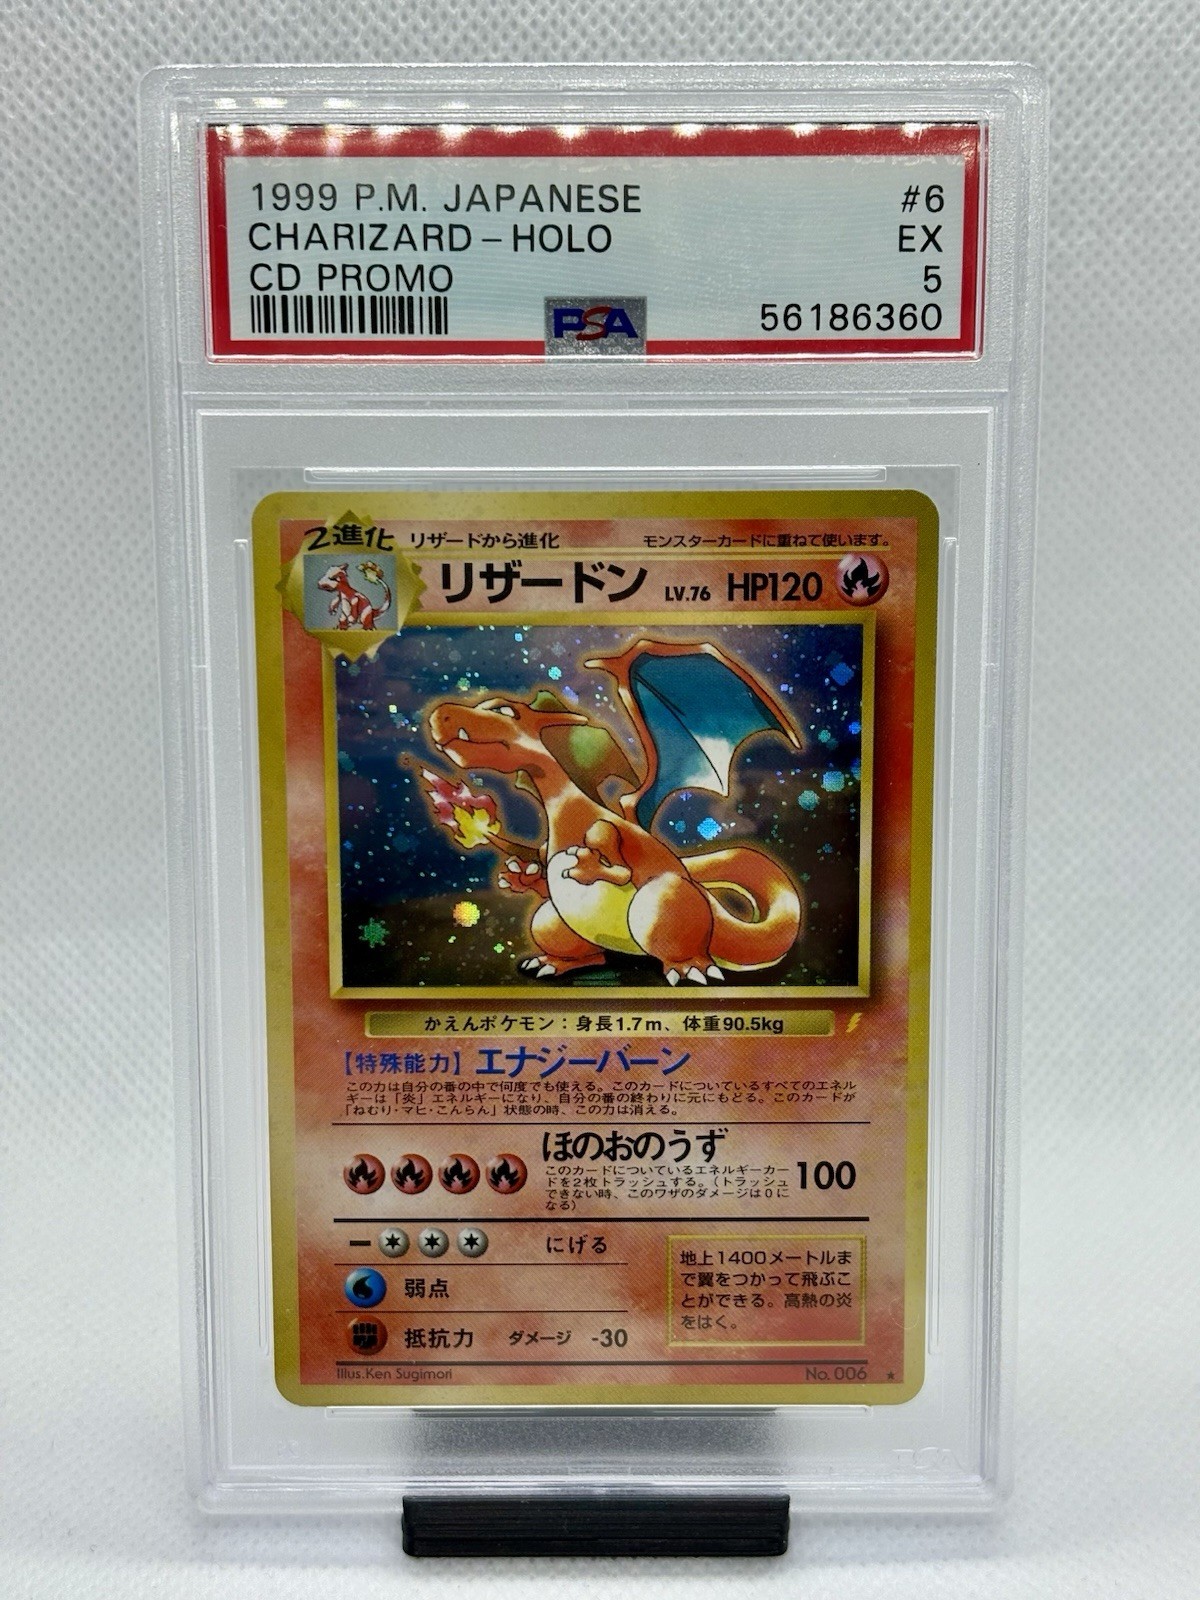 1999 P.M. JAPANESE #6
CHARIZARD-HOLO EX
CD PROMO 5
PSA 56186360
2進化 リザードから進化 モンスターカードに重ねて使います。
リザードン LV.76 HP120
かえんポケモン：身長1.7m、体重90.5kg
【特殊能力】エナジーバーン
この力は自分の番の中で何度でも使える。このカードについているすべてのエネル
ギーは「炎」エネルギーになり、自分の番の終わりに元にもどる。このカードが
「ねむり・マヒ・こんらん」状態の時、この力は消える。
ほのおのうず
このカードについているエネルギーカー
ドを2枚トラッシュする。（トラッシュ
できない時、このワザのダメージは0に
なる）
100
にげる
弱点
抵抗力 ダメージ -30
地上1400メートルま
で翼をつかって飛ぶこ
とができる。高熱の炎
をはく。
Illus.Ken Sugimori No.006 ★